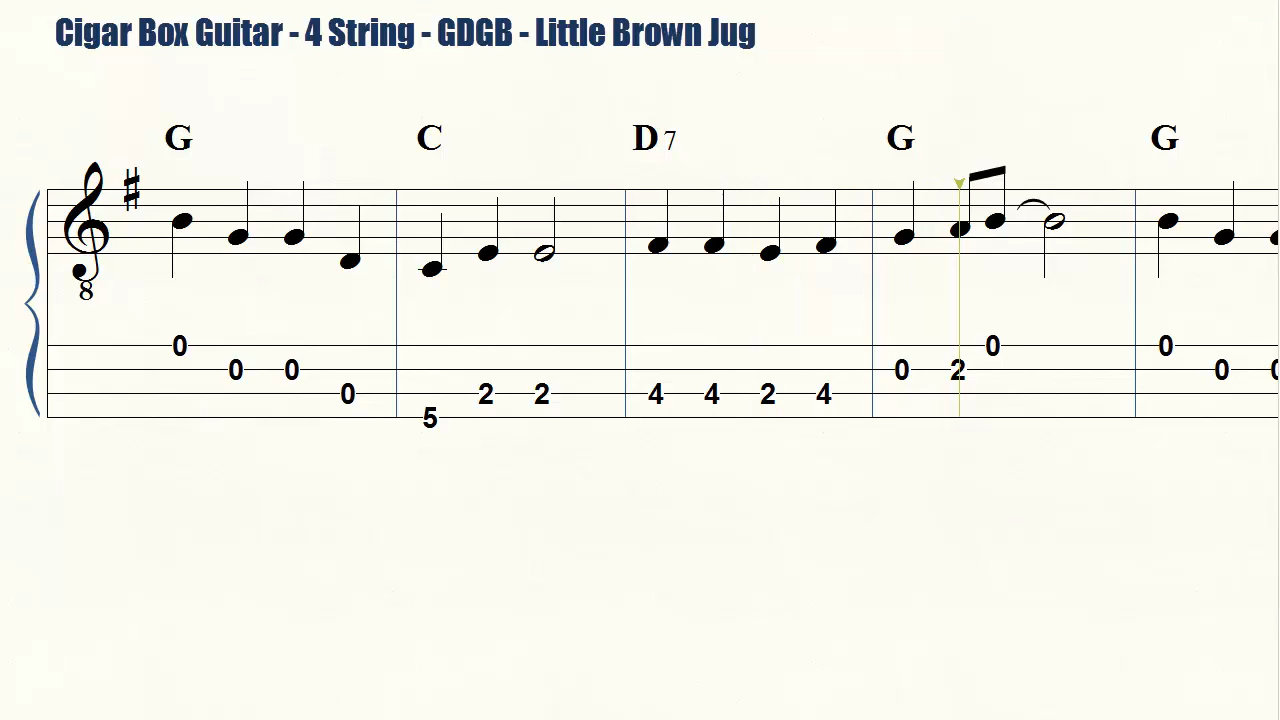 Cigar Box Guitar - 4 String - GDGB - Little Brown Jug
G C D7 G G
8
0 0 0
0 0 0 2 0 0
0 2 2 4 4 2 4
5